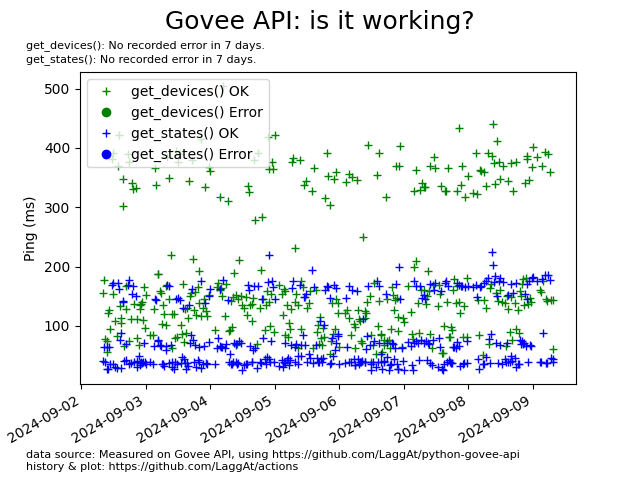 Govee API: is it working?
get_devices(): No recorded error in 7 days.
get_states(): No recorded error in 7 days.
get_devices() OK
get_devices() Error
get_states() OK
get_states() Error
500
400
300
200
100
Ping (ms)
2024-09-02
2024-09-03
2024-09-04
2024-09-05
2024-09-06
2024-09-07
2024-09-08
2024-09-09
data source: Measured on Govee API, using https://github.com/LaggAt/python-govee-api
history & plot: https://github.com/LaggAt/actions